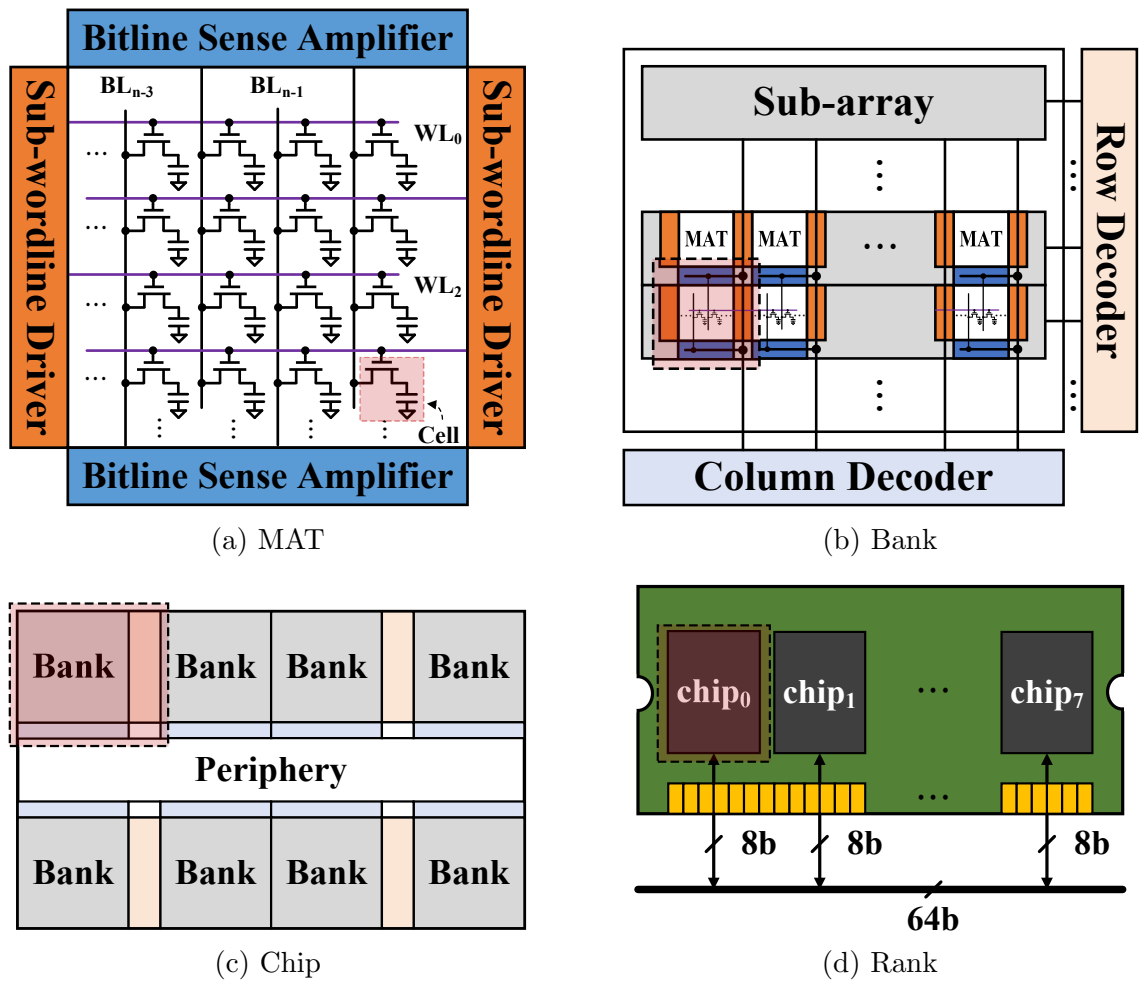 Bitline Sense Amplifier
Sub-wordline Driver
BLn-3
BLn-1
WL0
...
...
WL2
...
...
Cell
Sub-wordline Driver
Bitline Sense Amplifier
(a) MAT
Sub-array
Row Decoder
MAT MAT ... MAT
Column Decoder
(b) Bank
Bank Bank Bank Bank
Periphery
Bank Bank Bank Bank
(c) Chip
chip0 chip1 ... chip7
...
8b 8b 8b
64b
(d) Rank